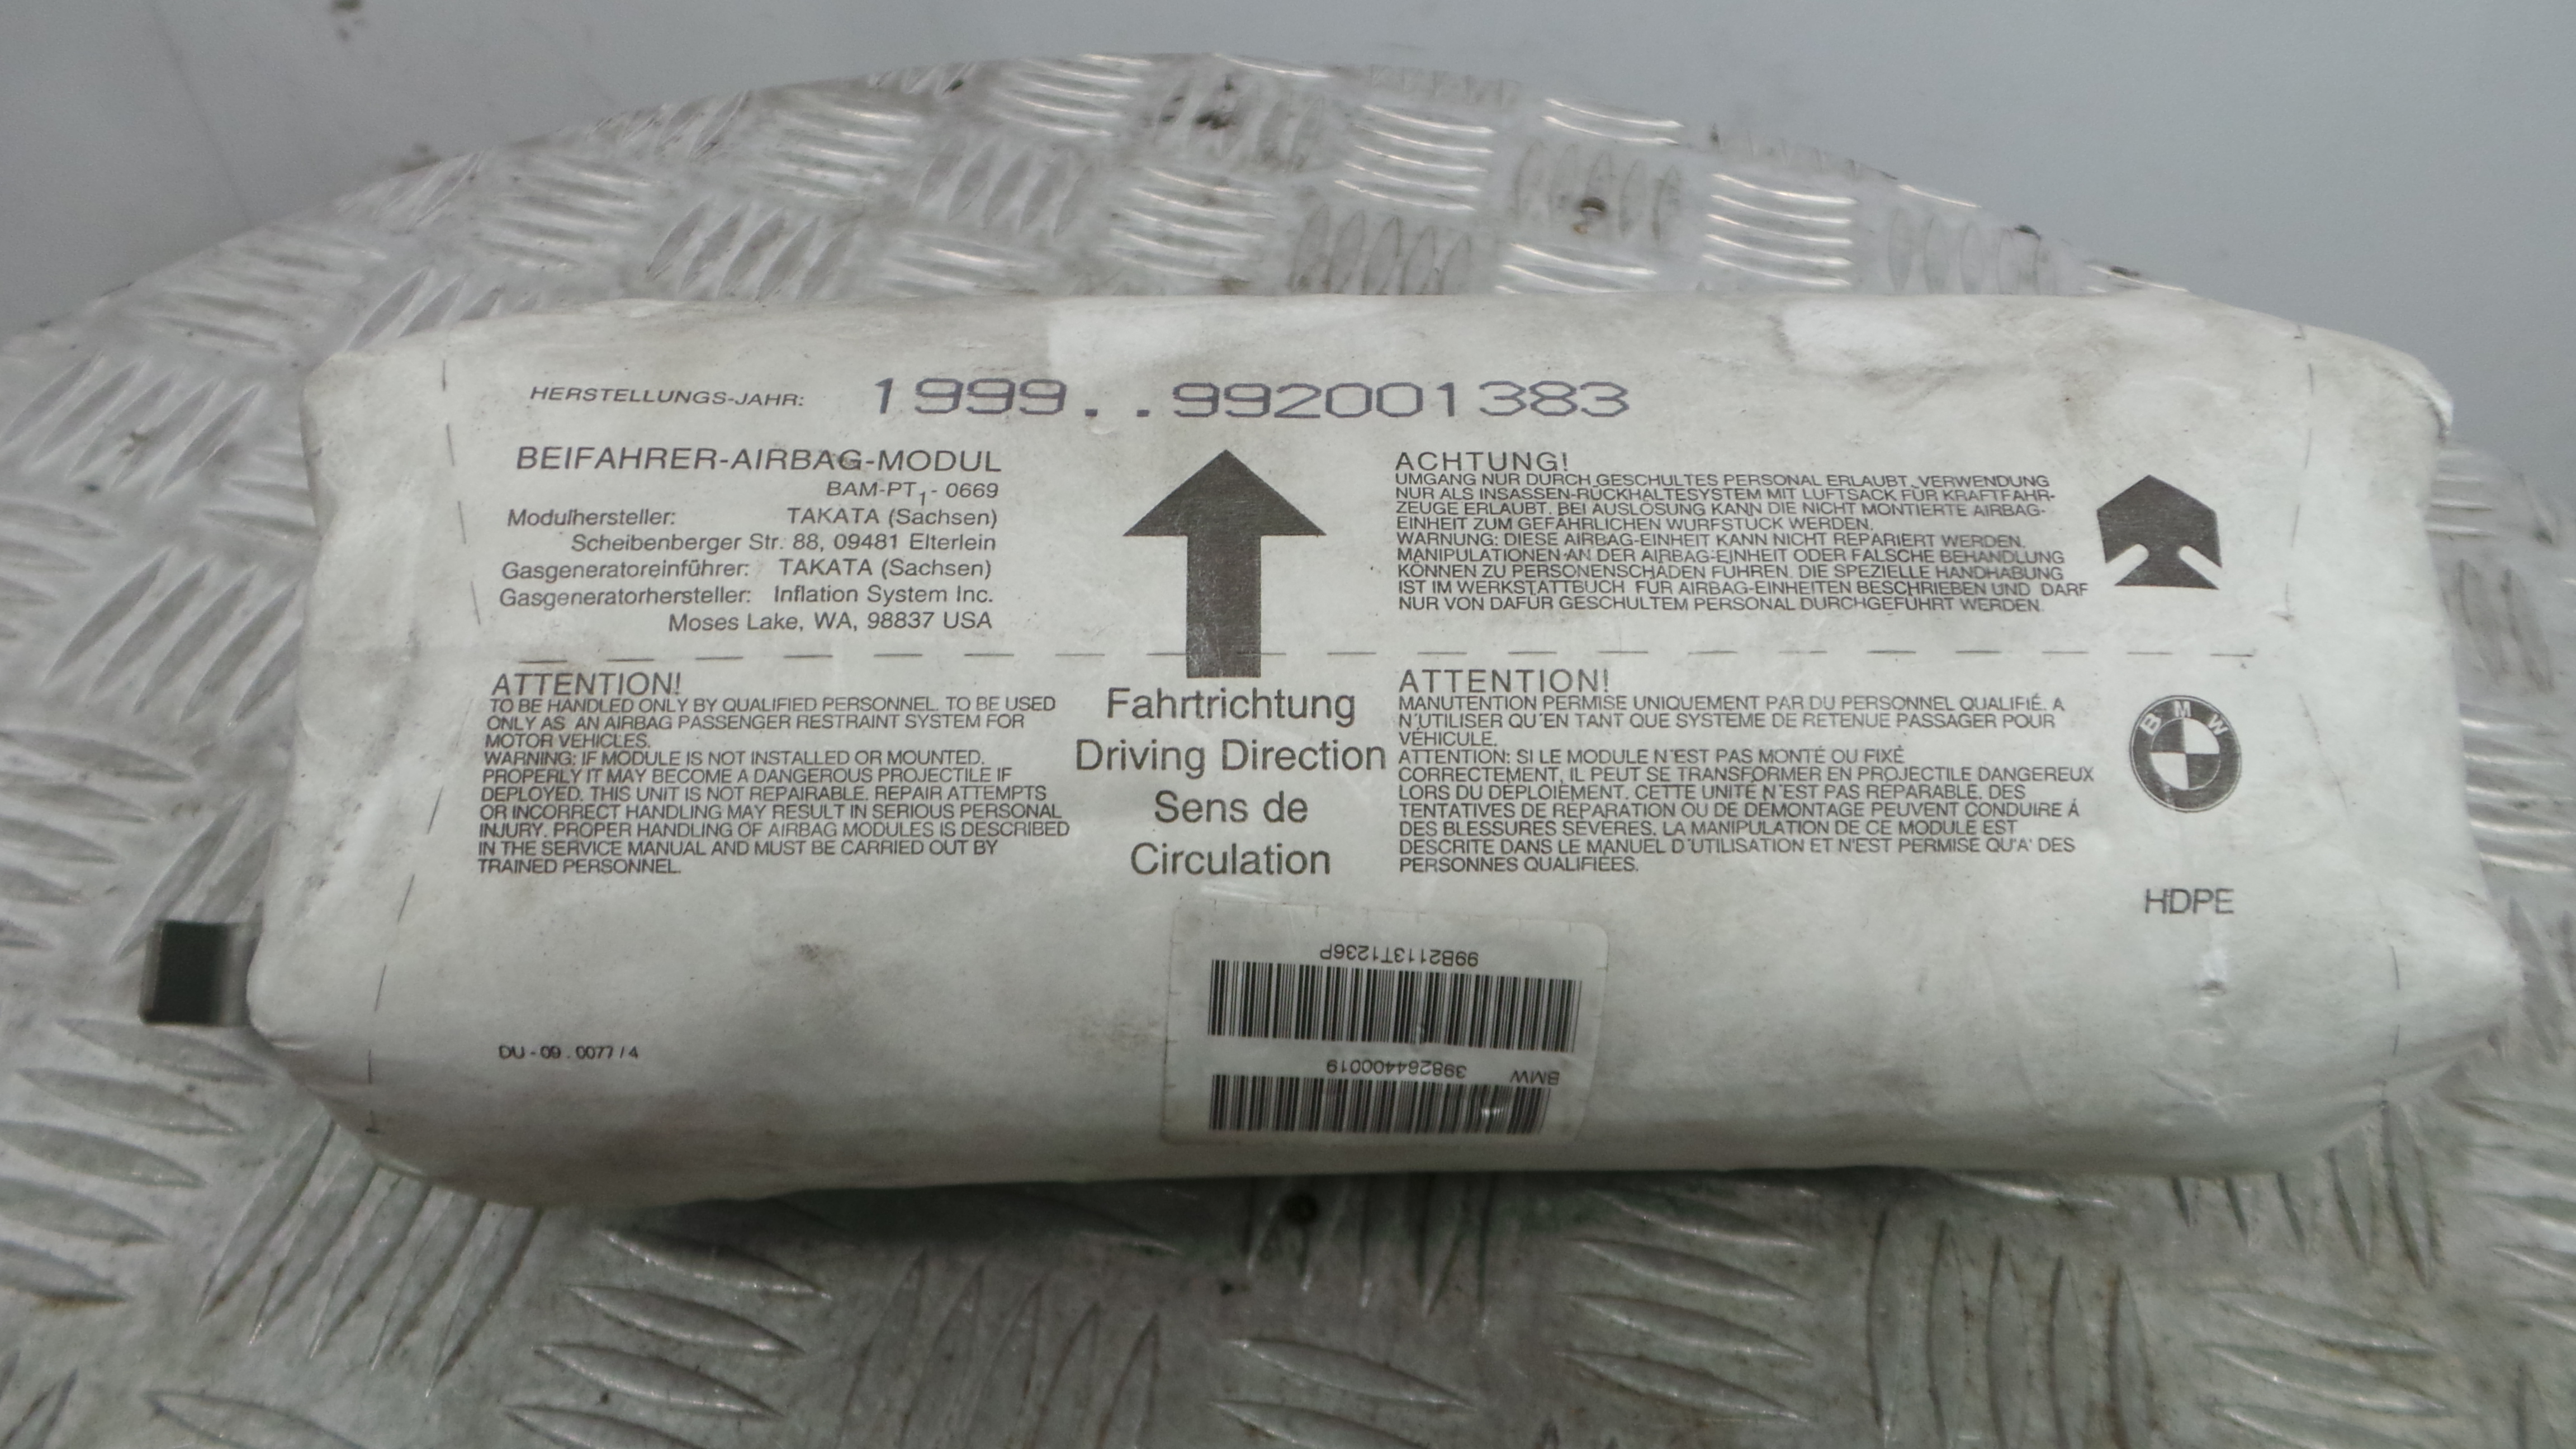 HERSTELLUNGS-JAHR: 1999..992001383
BEIFAHRER-AIRBAG-MODUL
BAM-PT1- 0669
Modulhersteller: TAKATA (Sachsen)
Scheibenberger Str. 88, 09481 Elterlein
Gasgeneratoreinführer: TAKATA (Sachsen)
Gasgeneratorhersteller: Inflation System Inc.
Moses Lake, WA, 98837 USA
ACHTUNG!
UMGANG NUR DURCH GESCHULTES PERSONAL ERLAUBT. VERWENDUNG
NUR ALS INSASSEN-RÜCKHALTESYSTEM MIT LUFTSACK FÜR KRAFTFAHR-
ZEUGE ERLAUBT. BEI AUSLÖSUNG KANN DIE NICHT MONTIERTE AIRBAG-
EINHEIT ZUM GEFÄHRLICHEN WURFSTÜCK WERDEN.
WARNUNG: DIESE AIRBAG-EINHEIT KANN NICHT REPARIERT WERDEN.
MANIPULATIONEN AN DER AIRBAG-EINHEIT ODER FALSCHE BEHANDLUNG
KÖNNEN ZU PERSONENSCHÄDEN FÜHREN. DIE SPEZIELLE HANDHABUNG
IST IM WERKSTATTBUCH FÜR AIRBAG-EINHEITEN BESCHRIEBEN UND DARF
NUR VON DAFÜR GESCHULTEM PERSONAL DURCHGEFÜHRT WERDEN.
ATTENTION!
TO BE HANDLED ONLY BY QUALIFIED PERSONNEL. TO BE USED
ONLY AS AN AIRBAG PASSENGER RESTRAINT SYSTEM FOR
MOTOR VEHICLES.
WARNING: IF MODULE IS NOT INSTALLED OR MOUNTED.
PROPERLY IT MAY BECOME A DANGEROUS PROJECTILE IF
DEPLOYED. THIS UNIT IS NOT REPAIRABLE. REPAIR ATTEMPTS
OR INCORRECT HANDLING MAY RESULT IN SERIOUS PERSONAL
INJURY. PROPER HANDLING OF AIRBAG MODULES IS DESCRIBED
IN THE SERVICE MANUAL AND MUST BE CARRIED OUT BY
TRAINED PERSONNEL.
Fahrtrichtung
Driving Direction
Sens de
Circulation
ATTENTION!
MANUTENTION PERMISE UNIQUEMENT PAR DU PERSONNEL QUALIFIÉ. A
N'UTILISER QU'EN TANT QUE SYSTEME DE RETENUE PASSAGER POUR
VÉHICULE.
ATTENTION: SI LE MODULE N'EST PAS MONTÉ OU FIXÉ
CORRECTEMENT, IL PEUT SE TRANSFORMER EN PROJECTILE DANGEREUX
LORS DU DÉPLOIEMENT. CETTE UNITÉ N'EST PAS RÉPARABLE. DES
TENTATIVES DE RÉPARATION OU DE DÉMONTAGE PEUVENT CONDUIRE Á
DES BLESSURES SÉVÈRES. LA MANIPULATION DE CE MODULE EST
DESCRITE DANS LE MANUEL D'UTILISATION ET N'EST PERMISE QU'A' DES
PERSONNES QUALIFIÉES.
BMW
HDPE
99B2113T1236P
BMW 398264400019
DU - 09 . 0077 / 4